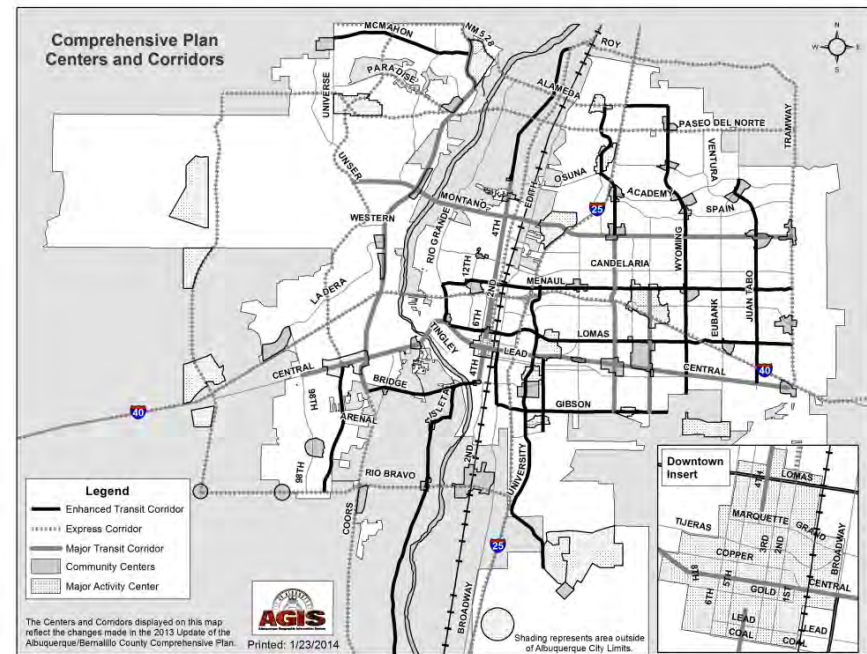 Comprehensive Plan
Centers and Corridors
MCMAHON
NM 528
ROY
N
W
E
S
PARADISE
UNIVERSE
ALAMEDA
PASEO DEL NORTE
TRAMWAY
VENTURA
UNSER
OSUNA
EDITH
ACADEMY
SPAIN
MONTANO
25
WESTERN
RIO GRANDE
4TH
12TH
2ND
CANDELARIA
WYOMING
MENAUL
LADERA
EUBANK
JUAN TABO
6TH
LOMAS
TINGLEY
LEAD
CENTRAL
CENTRAL
40
BRIDGE
4TH
98TH
ISLETA
GIBSON
40
ARENAL
UNIVERSITY
98TH
RIO BRAVO
2ND
COORS
25
BROADWAY
Legend
Enhanced Transit Corridor
Express Corridor
Major Transit Corridor
Community Centers
Major Activity Center
The Centers and Corridors displayed on this map
reflect the changes made in the 2013 Update of the
Albuquerque/Bernalillo County Comprehensive Plan.
AGIS
Printed: 1/23/2014
Shading represents area outside
of Albuquerque City Limits.
Downtown
Insert
4TH
LOMAS
MARQUETTE
GRAND
TIJERAS
3RD
2ND
BROADWAY
COPPER
8TH
5TH
CENTRAL
GOLD
1ST
6TH
LEAD
LEAD
COAL
COAL